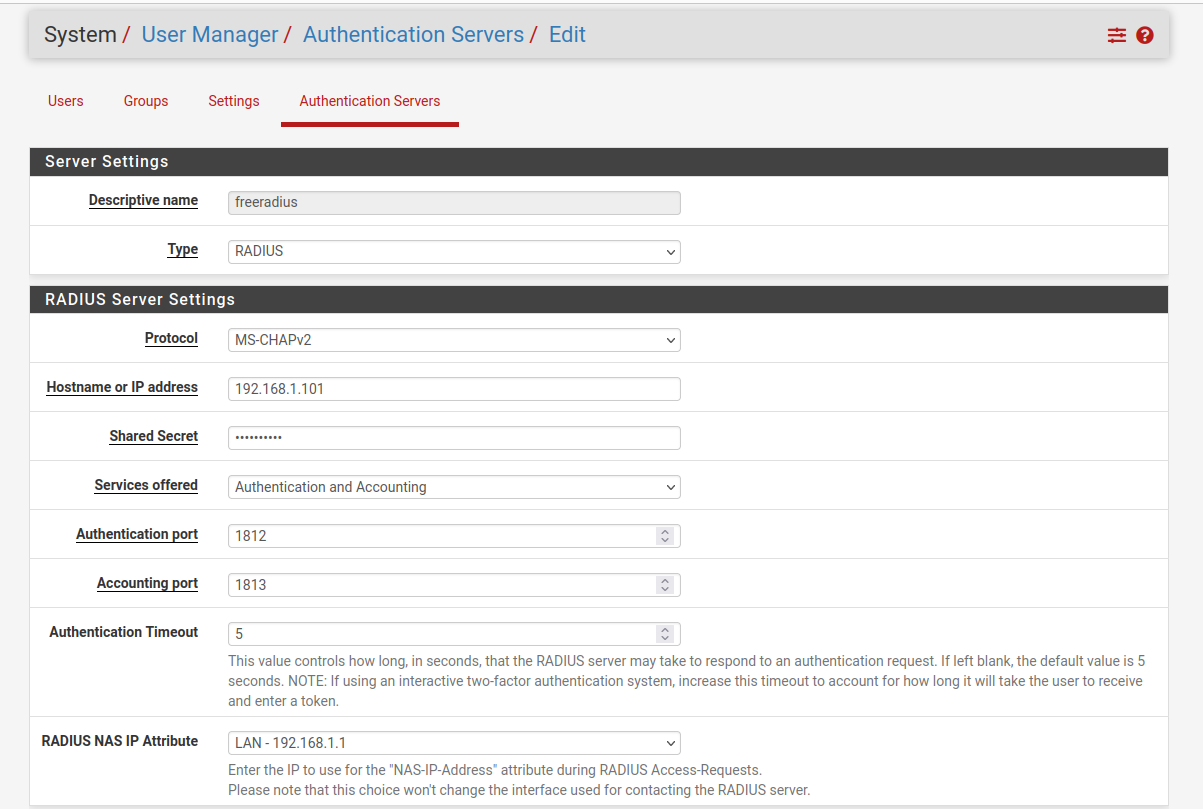 System / User Manager / Authentication Servers / Edit
Users Groups Settings Authentication Servers
Server Settings
Descriptive name freeradius
Type RADIUS
RADIUS Server Settings
Protocol MS-CHAPv2
Hostname or IP address 192.168.1.101
Shared Secret ••••••••••
Services offered Authentication and Accounting
Authentication port 1812
Accounting port 1813
Authentication Timeout 5
This value controls how long, in seconds, that the RADIUS server may take to respond to an authentication request. If left blank, the default value is 5
seconds. NOTE: If using an interactive two-factor authentication system, increase this timeout to account for how long it will take the user to receive
and enter a token.
RADIUS NAS IP Attribute LAN - 192.168.1.1
Enter the IP to use for the "NAS-IP-Address" attribute during RADIUS Access-Requests.
Please note that this choice won't change the interface used for contacting the RADIUS server.